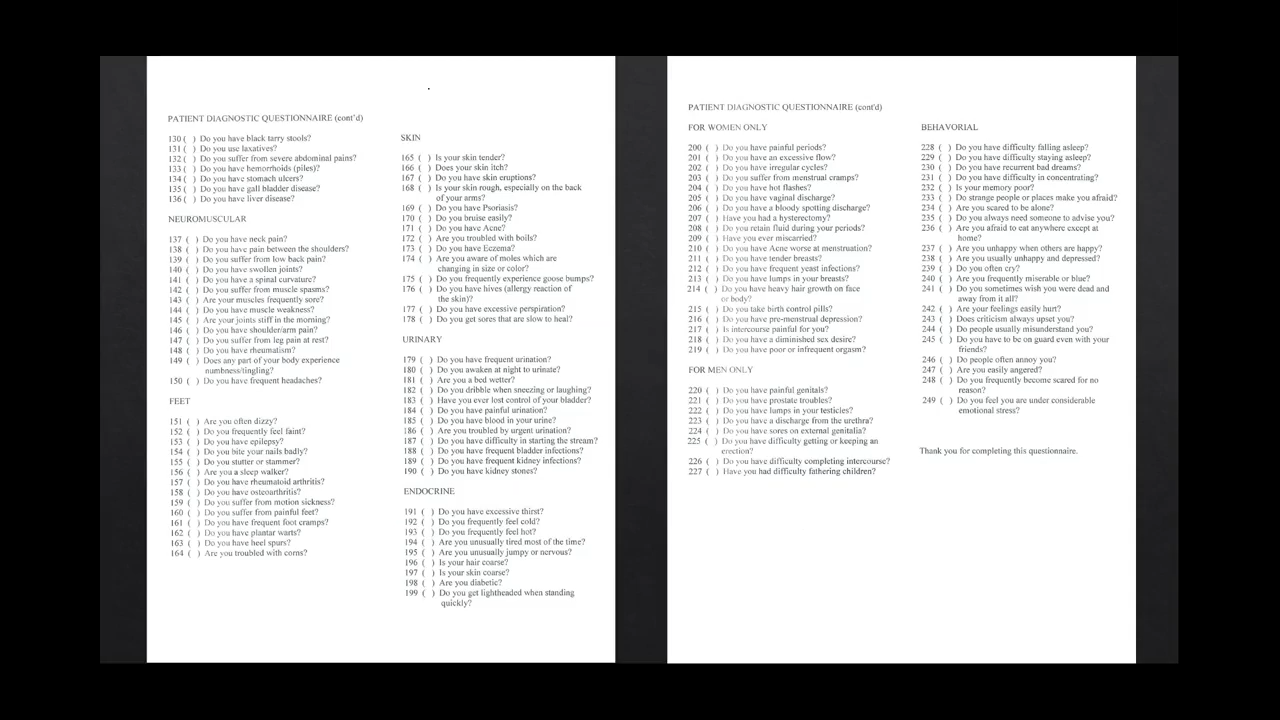 PATIENT DIAGNOSTIC QUESTIONNAIRE (cont'd)
130 ( ) Do you have black tarry stools?
131 ( ) Do you use laxatives?
132 ( ) Do you suffer from severe abdominal pains?
133 ( ) Do you have hemorrhoids (piles)?
134 ( ) Do you have stomach ulcers?
135 ( ) Do you have gall bladder disease?
136 ( ) Do you have liver disease?
NEUROMUSCULAR
137 ( ) Do you have neck pain?
138 ( ) Do you have pain between the shoulders?
139 ( ) Do you suffer from low back pain?
140 ( ) Do you have swollen joints?
141 ( ) Do you have a spinal curvature?
142 ( ) Do you suffer from muscle spasms?
143 ( ) Are your muscles frequently sore?
144 ( ) Do you have muscle weakness?
145 ( ) Are your joints stiff in the morning?
146 ( ) Do you have shoulder/arm pain?
147 ( ) Do you suffer from leg pain at rest?
148 ( ) Do you have rheumatism?
149 ( ) Does any part of your body experience
numbness/tingling?
150 ( ) Do you have frequent headaches?
FEET
151 ( ) Are you often dizzy?
152 ( ) Do you frequently feel faint?
153 ( ) Do you have epilepsy?
154 ( ) Do you bite your nails badly?
155 ( ) Do you stutter or stammer?
156 ( ) Are you a sleep walker?
157 ( ) Do you have rheumatoid arthritis?
158 ( ) Do you have osteoarthritis?
159 ( ) Do you suffer from motion sickness?
160 ( ) Do you suffer from painful feet?
161 ( ) Do you have frequent foot cramps?
162 ( ) Do you have plantar warts?
163 ( ) Do you have heel spurs?
164 ( ) Are you troubled with corns?
SKIN
165 ( ) Is your skin tender?
166 ( ) Does your skin itch?
167 ( ) Do you have skin eruptions?
168 ( ) Is your skin rough, especially on the back
of your arms?
169 ( ) Do you have Psoriasis?
170 ( ) Do you bruise easily?
171 ( ) Do you have Acne?
172 ( ) Are you troubled with boils?
173 ( ) Do you have Eczema?
174 ( ) Are you aware of moles which are
changing in size or color?
175 ( ) Do you frequently experience goose bumps?
176 ( ) Do you have hives (allergy reaction of
the skin)?
177 ( ) Do you have excessive perspiration?
178 ( ) Do you get sores that are slow to heal?
URINARY
179 ( ) Do you have frequent urination?
180 ( ) Do you awaken at night to urinate?
181 ( ) Are you a bed wetter?
182 ( ) Do you dribble when sneezing or laughing?
183 ( ) Have you ever lost control of your bladder?
184 ( ) Do you have painful urination?
185 ( ) Do you have blood in your urine?
186 ( ) Are you troubled by urgent urination?
187 ( ) Do you have difficulty in starting the stream?
188 ( ) Do you have frequent bladder infections?
189 ( ) Do you have frequent kidney infections?
190 ( ) Do you have kidney stones?
ENDOCRINE
191 ( ) Do you have excessive thirst?
192 ( ) Do you frequently feel cold?
193 ( ) Do you frequently feel hot?
194 ( ) Are you unusually tired most of the time?
195 ( ) Are you unusually jumpy or nervous?
196 ( ) Is your hair coarse?
197 ( ) Is your skin coarse?
198 ( ) Are you diabetic?
199 ( ) Do you get lightheaded when standing
quickly?
PATIENT DIAGNOSTIC QUESTIONNAIRE (cont'd)
FOR WOMEN ONLY
200 ( ) Do you have painful periods?
201 ( ) Do you have an excessive flow?
202 ( ) Do you have irregular cycles?
203 ( ) Do you suffer from menstrual cramps?
204 ( ) Do you have hot flashes?
205 ( ) Do you have vaginal discharge?
206 ( ) Do you have a bloody spotting discharge?
207 ( ) Have you had a hysterectomy?
208 ( ) Do you retain fluid during your periods?
209 ( ) Have you ever miscarried?
210 ( ) Do you have Acne worse at menstruation?
211 ( ) Do you have tender breasts?
212 ( ) Do you have frequent yeast infections?
213 ( ) Do you have lumps in your breasts?
214 ( ) Do you have heavy hair growth on face
or body?
215 ( ) Do you take birth control pills?
216 ( ) Do you have pre-menstrual depression?
217 ( ) Is intercourse painful for you?
218 ( ) Do you have a diminished sex desire?
219 ( ) Do you have poor or infrequent orgasm?
FOR MEN ONLY
220 ( ) Do you have painful genitals?
221 ( ) Do you have prostate troubles?
222 ( ) Do you have lumps in your testicles?
223 ( ) Do you have a discharge from the urethra?
224 ( ) Do you have sores on external genitalia?
225 ( ) Do you have difficulty getting or keeping an
erection?
226 ( ) Do you have difficulty completing intercourse?
227 ( ) Have you had difficulty fathering children?
BEHAVORIAL
228 ( ) Do you have difficulty falling asleep?
229 ( ) Do you have difficulty staying asleep?
230 ( ) Do you have recurrent bad dreams?
231 ( ) Do you have difficulty in concentrating?
232 ( ) Is your memory poor?
233 ( ) Do strange people or places make you afraid?
234 ( ) Are you scared to be alone?
235 ( ) Do you always need someone to advise you?
236 ( ) Are you afraid to eat anywhere except at
home?
237 ( ) Are you unhappy when others are happy?
238 ( ) Are you usually unhappy and depressed?
239 ( ) Do you often cry?
240 ( ) Are you frequently miserable or blue?
241 ( ) Do you sometimes wish you were dead and
away from it all?
242 ( ) Are your feelings easily hurt?
243 ( ) Does criticism always upset you?
244 ( ) Do people usually misunderstand you?
245 ( ) Do you have to be on guard even with your
friends?
246 ( ) Do people often annoy you?
247 ( ) Are you easily angered?
248 ( ) Do you frequently become scared for no
reason?
249 ( ) Do you feel you are under considerable
emotional stress?
Thank you for completing this questionnaire.